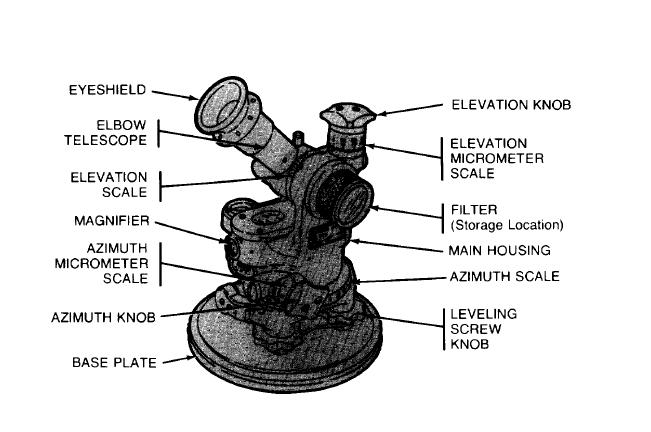 EYESHIELD
ELBOW
TELESCOPE
ELEVATION
SCALE
MAGNIFIER
AZIMUTH
MICROMETER
SCALE
AZIMUTH KNOB
BASE PLATE
ELEVATION KNOB
ELEVATION
MICROMETER
SCALE
FILTER
(Storage Location)
MAIN HOUSING
AZIMUTH SCALE
LEVELING
SCREW
KNOB